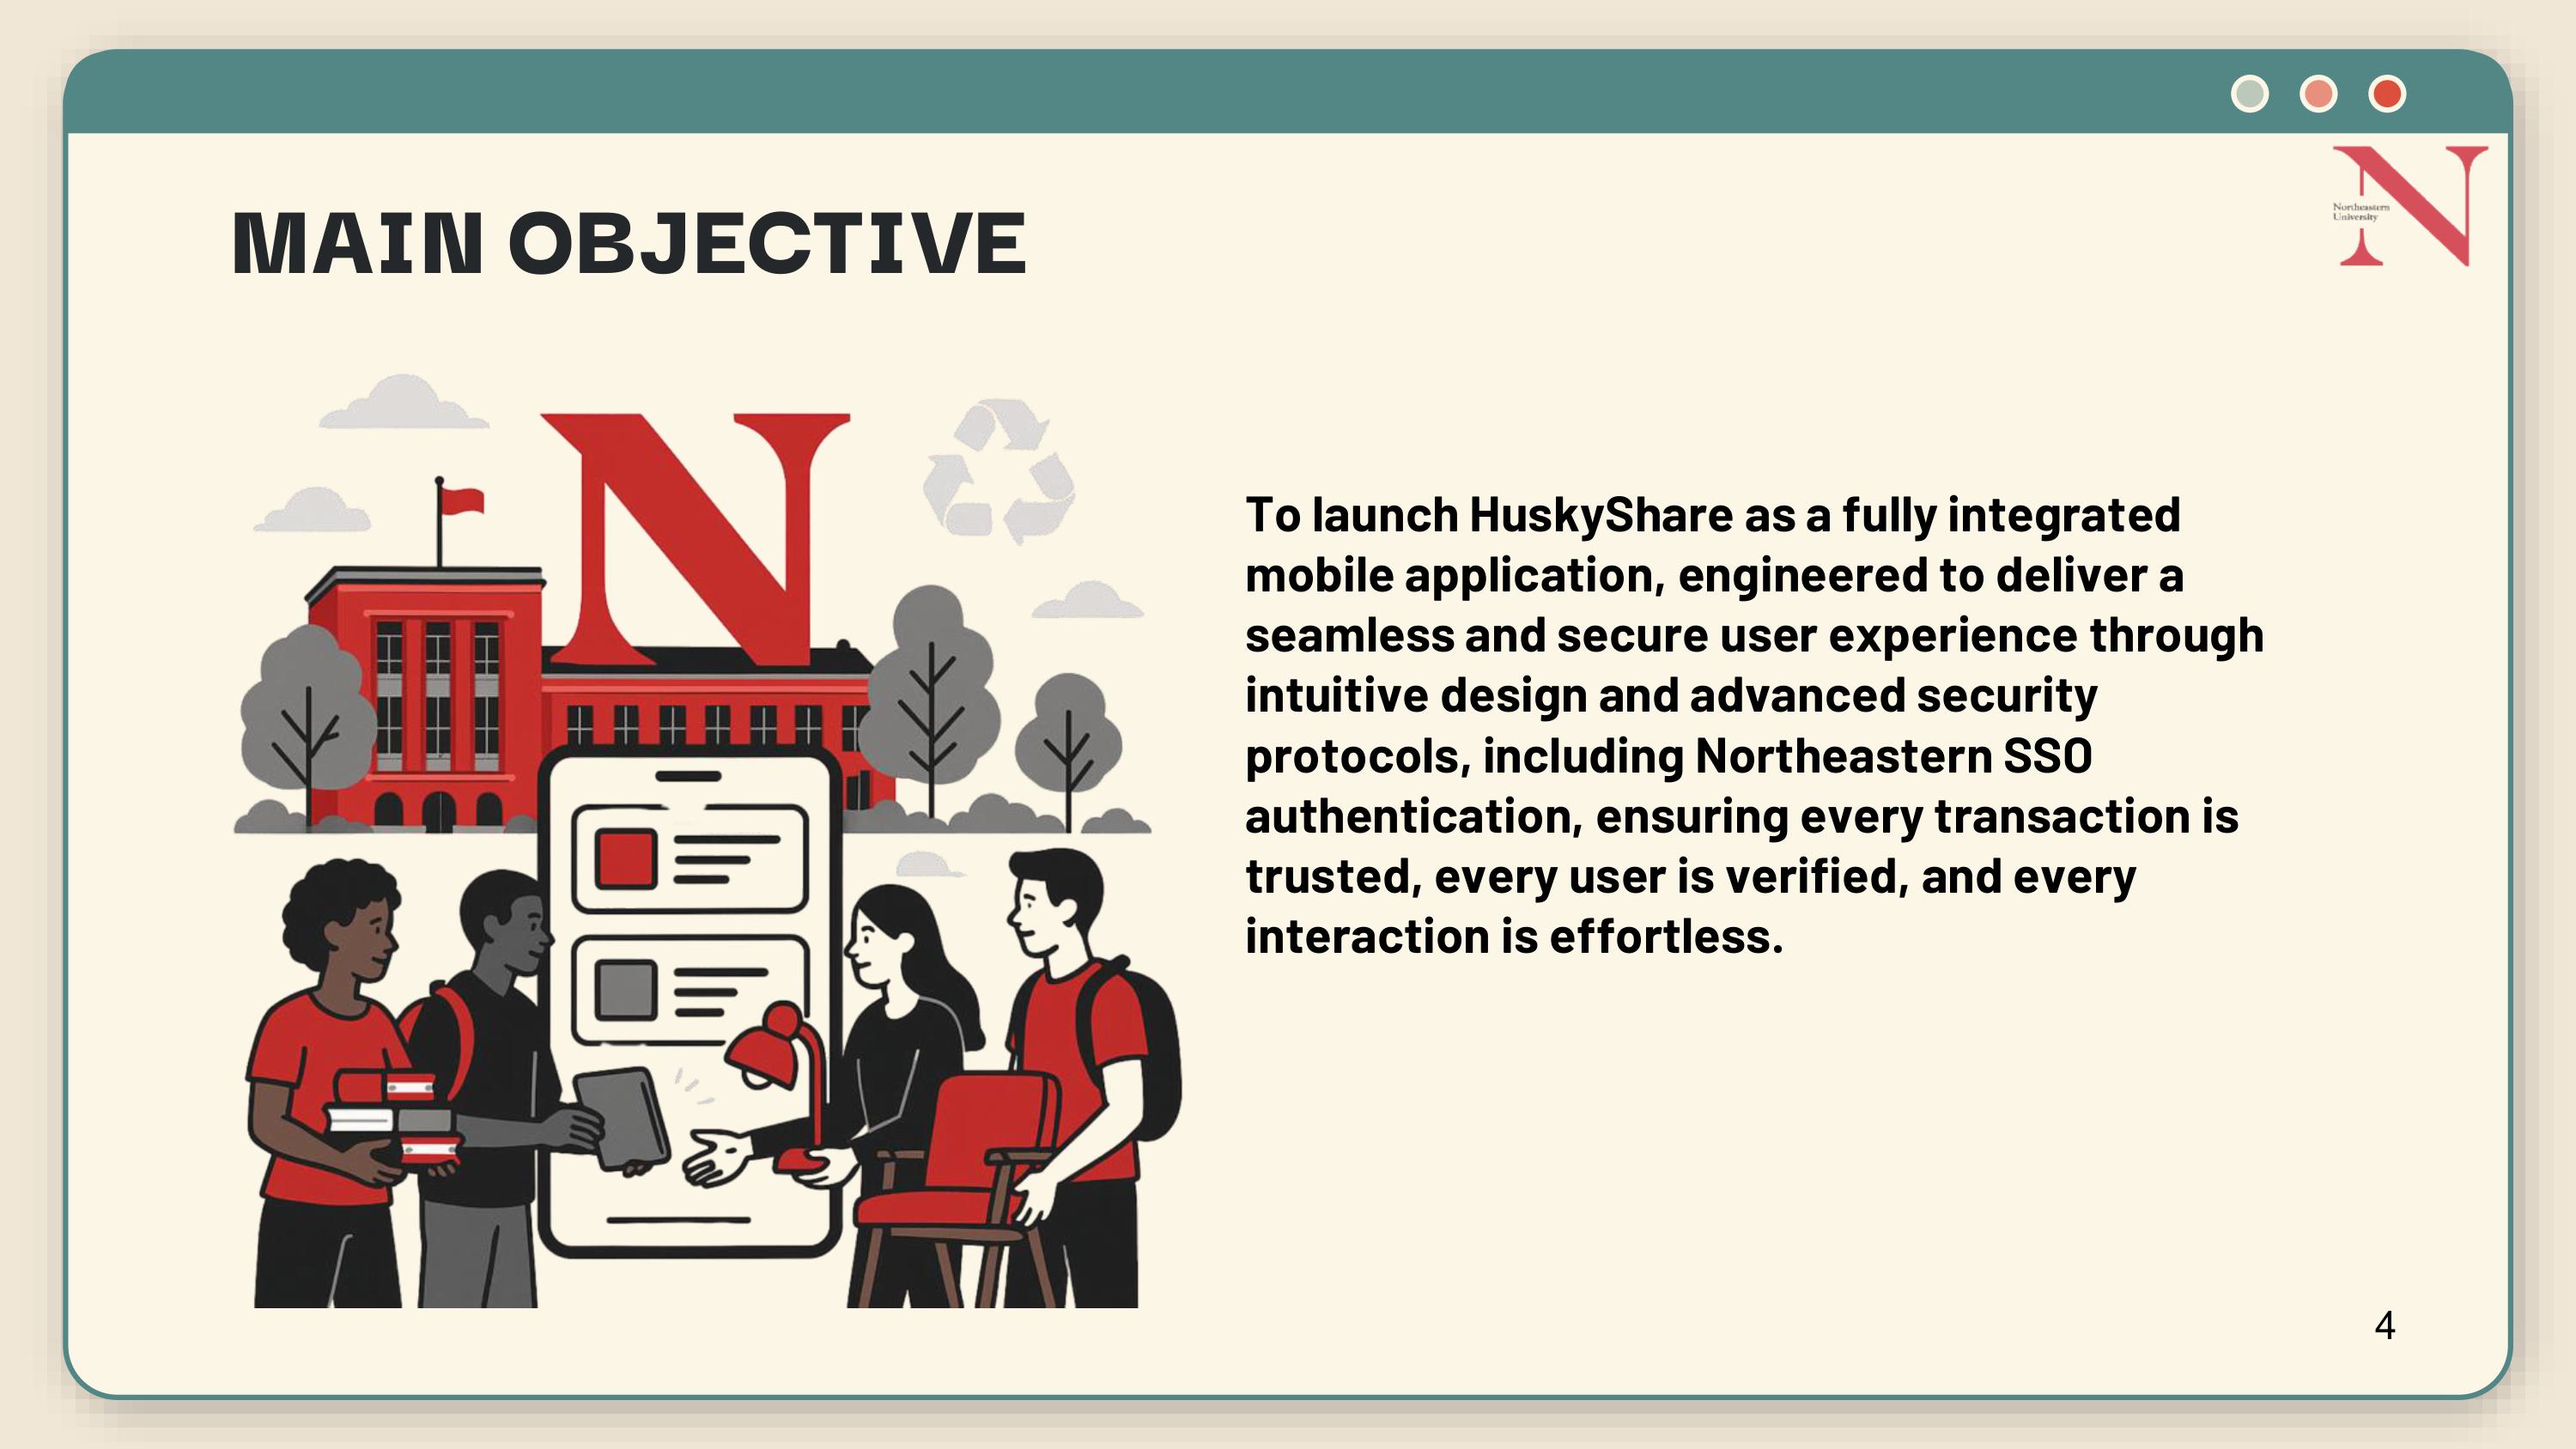 Northeastern
University
MAIN OBJECTIVE
N
To launch HuskyShare as a fully integrated
mobile application, engineered to deliver a
seamless and secure user experience through
intuitive design and advanced security
protocols, including Northeastern SSO
authentication, ensuring every transaction is
trusted, every user is verified, and every
interaction is effortless.
4